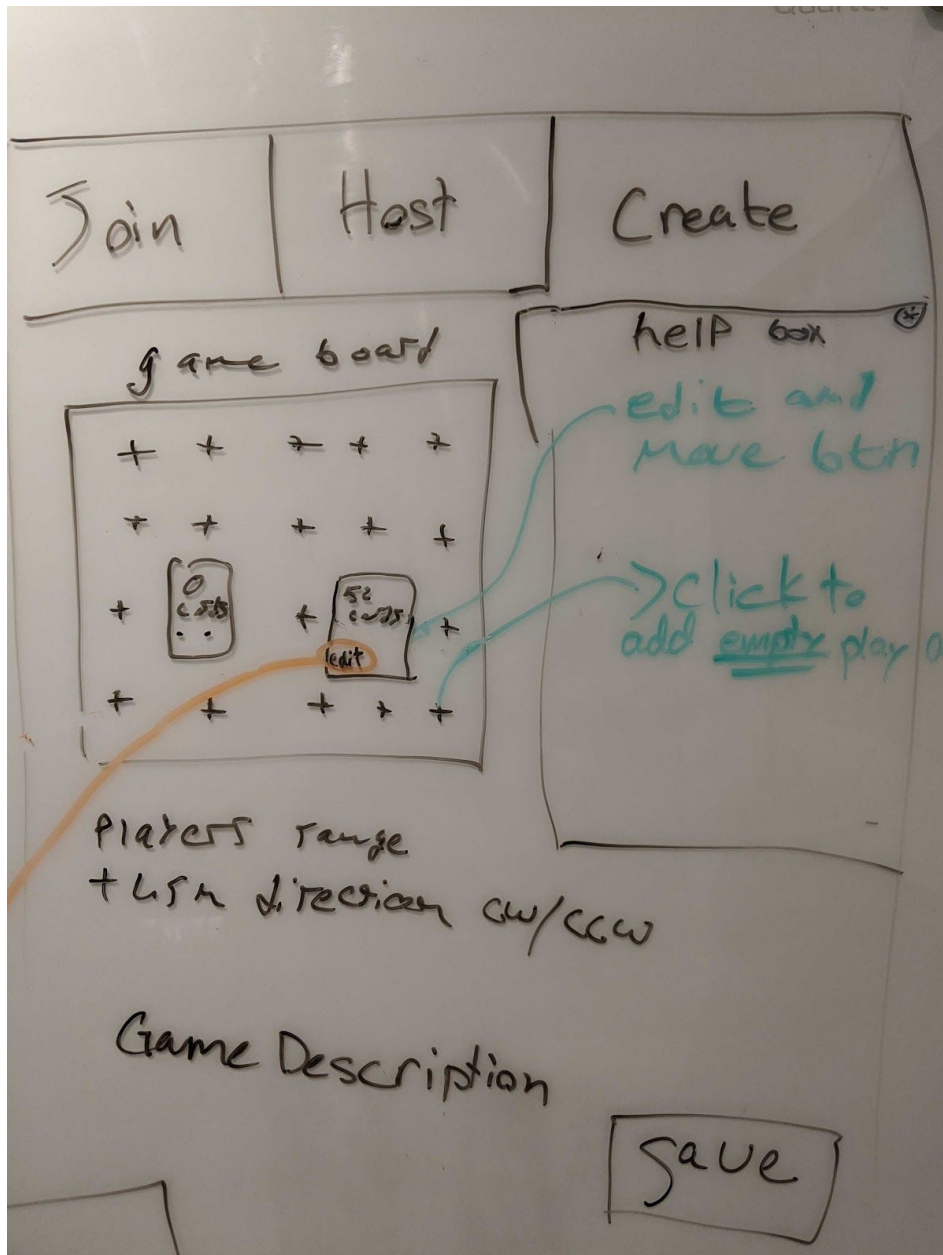 Join
Host
Create
game board
help box
edit and
move btn
+ + + + +
+ + + + +
+ + +
0
cards
52
cards
edit
+ + + + +
>click to
add empty play
players range
+ turn direction cw/ccw
Game Description
save